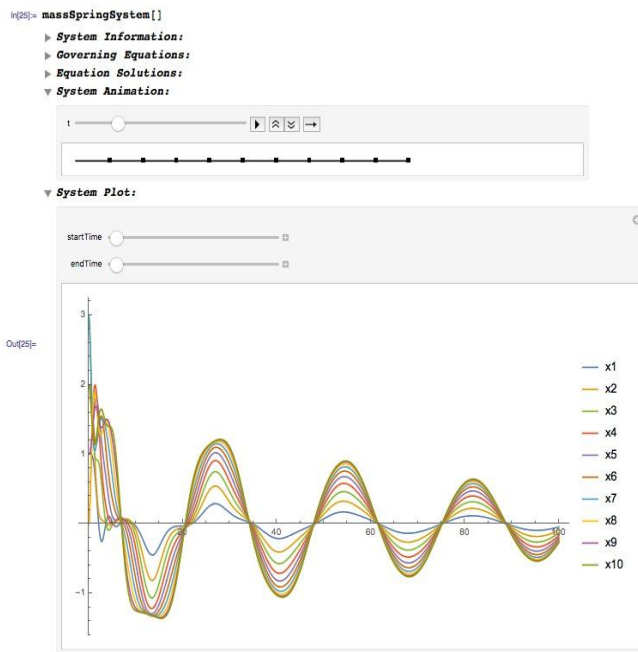 In[25]:= massSpringSystem[]
System Information:
Governing Equations:
Equation Solutions:
System Animation:
t
System Plot:
startTime
endTime
Out[25]=
3
2
1
-1
20
40
60
80
100
x1
x2
x3
x4
x5
x6
x7
x8
x9
x10